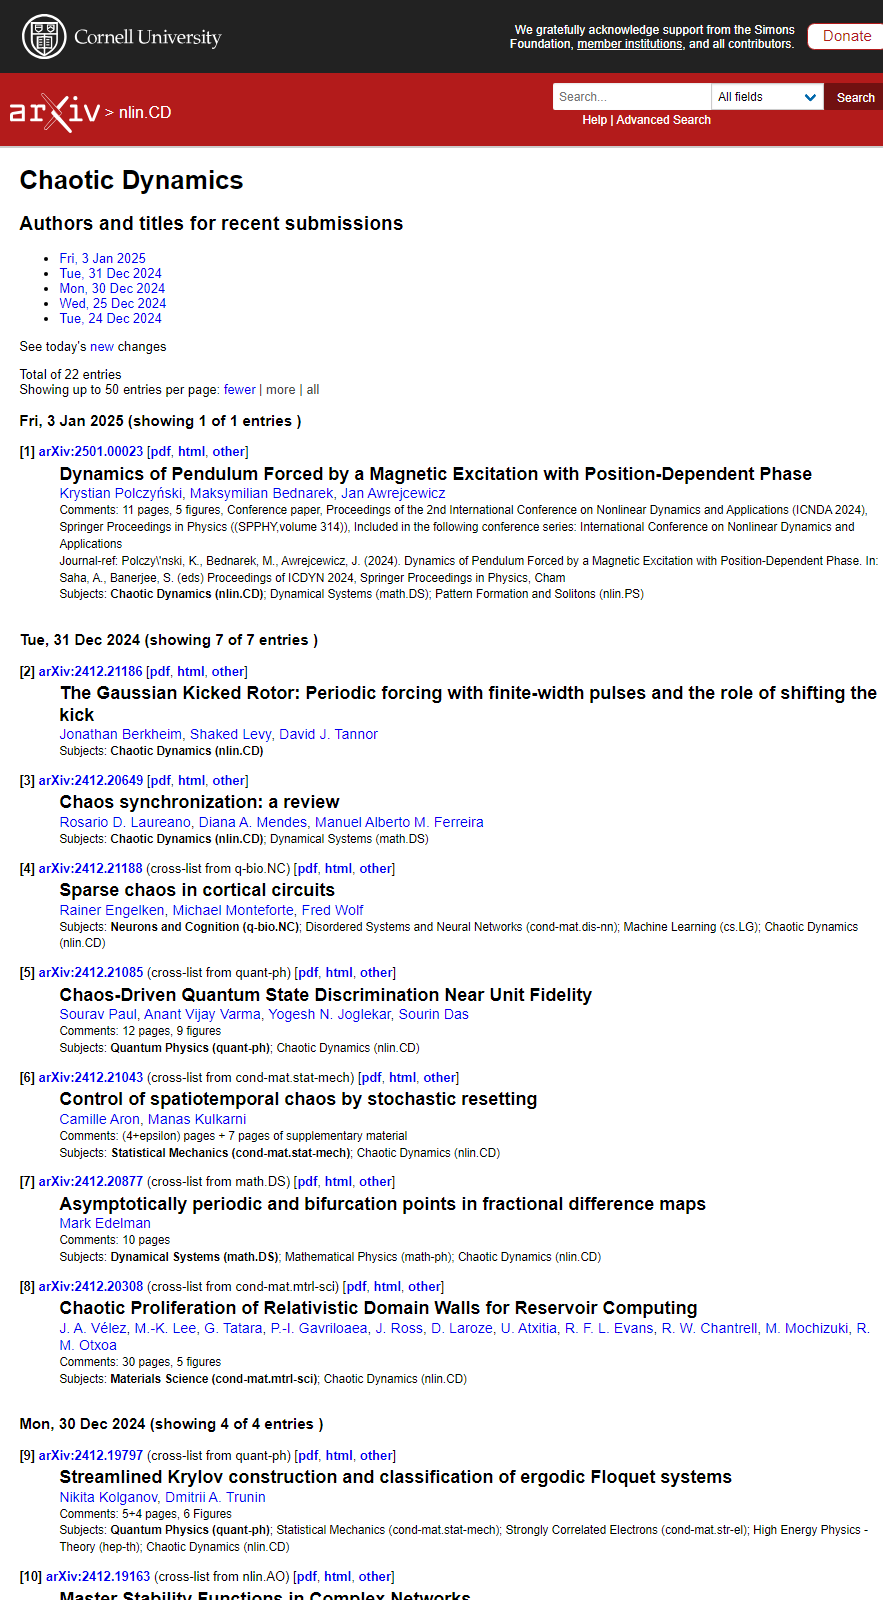 Cornell University
We gratefully acknowledge support from the Simons
Foundation, member institutions, and all contributors.
Donate
arXiv > nlin.CD
Search...
All fields
Search
Help | Advanced Search
Chaotic Dynamics
Authors and titles for recent submissions
• Fri, 3 Jan 2025
• Tue, 31 Dec 2024
• Mon, 30 Dec 2024
• Wed, 25 Dec 2024
• Tue, 24 Dec 2024
See today's new changes
Total of 22 entries
Showing up to 50 entries per page: fewer | more | all
Fri, 3 Jan 2025 (showing 1 of 1 entries )
[1] arXiv:2501.00023 [pdf, html, other]
Dynamics of Pendulum Forced by a Magnetic Excitation with Position-Dependent Phase
Krystian Polczyński, Maksymilian Bednarek, Jan Awrejcewicz
Comments: 11 pages, 5 figures, Conference paper, Proceedings of the 2nd International Conference on Nonlinear Dynamics and Applications (ICNDA 2024),
Springer Proceedings in Physics ((SPPHY,volume 314)), Included in the following conference series: International Conference on Nonlinear Dynamics and
Applications
Journal-ref: Polczy\'nski, K., Bednarek, M., Awrejcewicz, J. (2024). Dynamics of Pendulum Forced by a Magnetic Excitation with Position-Dependent Phase. In:
Saha, A., Banerjee, S. (eds) Proceedings of ICDYN 2024, Springer Proceedings in Physics, Cham
Subjects: Chaotic Dynamics (nlin.CD); Dynamical Systems (math.DS); Pattern Formation and Solitons (nlin.PS)
Tue, 31 Dec 2024 (showing 7 of 7 entries )
[2] arXiv:2412.21186 [pdf, html, other]
The Gaussian Kicked Rotor: Periodic forcing with finite-width pulses and the role of shifting the
kick
Jonathan Berkheim, Shaked Levy, David J. Tannor
Subjects: Chaotic Dynamics (nlin.CD)
[3] arXiv:2412.20649 [pdf, html, other]
Chaos synchronization: a review
Rosario D. Laureano, Diana A. Mendes, Manuel Alberto M. Ferreira
Subjects: Chaotic Dynamics (nlin.CD); Dynamical Systems (math.DS)
[4] arXiv:2412.21188 (cross-list from q-bio.NC) [pdf, html, other]
Sparse chaos in cortical circuits
Rainer Engelken, Michael Monteforte, Fred Wolf
Subjects: Neurons and Cognition (q-bio.NC); Disordered Systems and Neural Networks (cond-mat.dis-nn); Machine Learning (cs.LG); Chaotic Dynamics
(nlin.CD)
[5] arXiv:2412.21085 (cross-list from quant-ph) [pdf, html, other]
Chaos-Driven Quantum State Discrimination Near Unit Fidelity
Sourav Paul, Anant Vijay Varma, Yogesh N. Joglekar, Sourin Das
Comments: 12 pages, 9 figures
Subjects: Quantum Physics (quant-ph); Chaotic Dynamics (nlin.CD)
[6] arXiv:2412.21043 (cross-list from cond-mat.stat-mech) [pdf, html, other]
Control of spatiotemporal chaos by stochastic resetting
Camille Aron, Manas Kulkarni
Comments: (4+epsilon) pages + 7 pages of supplementary material
Subjects: Statistical Mechanics (cond-mat.stat-mech); Chaotic Dynamics (nlin.CD)
[7] arXiv:2412.20877 (cross-list from math.DS) [pdf, html, other]
Asymptotically periodic and bifurcation points in fractional difference maps
Mark Edelman
Comments: 10 pages
Subjects: Dynamical Systems (math.DS); Mathematical Physics (math-ph); Chaotic Dynamics (nlin.CD)
[8] arXiv:2412.20308 (cross-list from cond-mat.mtrl-sci) [pdf, html, other]
Chaotic Proliferation of Relativistic Domain Walls for Reservoir Computing
J. A. Vélez, M.-K. Lee, G. Tatara, P.-I. Gavriloaea, J. Ross, D. Laroze, U. Atxitia, R. F. L. Evans, R. W. Chantrell, M. Mochizuki, R.
M. Otxoa
Comments: 30 pages, 5 figures
Subjects: Materials Science (cond-mat.mtrl-sci); Chaotic Dynamics (nlin.CD)
Mon, 30 Dec 2024 (showing 4 of 4 entries )
[9] arXiv:2412.19797 (cross-list from quant-ph) [pdf, html, other]
Streamlined Krylov construction and classification of ergodic Floquet systems
Nikita Kolganov, Dmitrii A. Trunin
Comments: 5+4 pages, 6 Figures
Subjects: Quantum Physics (quant-ph); Statistical Mechanics (cond-mat.stat-mech); Strongly Correlated Electrons (cond-mat.str-el); High Energy Physics -
Theory (hep-th); Chaotic Dynamics (nlin.CD)
[10] arXiv:2412.19163 (cross-list from nlin.AO) [pdf, html, other]
Master Stability Functions in Complex Networks